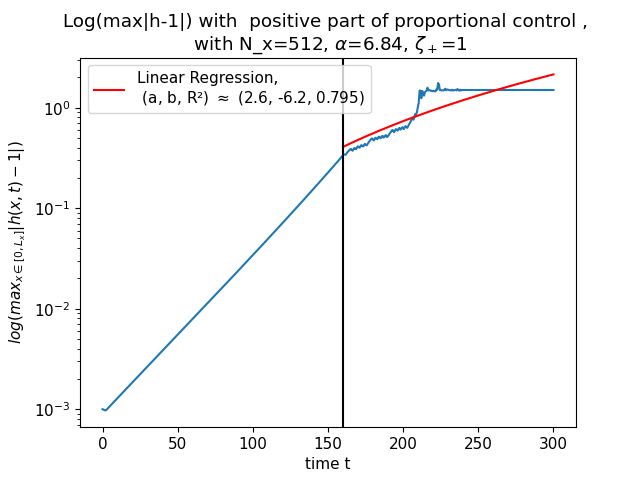 Log(max|h-1|) with  positive part of proportional control ,
with N_x=512, α=6.84, ζ₊=1
Linear Regression,
(a, b, R²) ≈ (2.6, -6.2, 0.795)
log(max_{x∈[0,L_x]}|h(x, t) − 1|)
10⁰
10⁻¹
10⁻²
10⁻³
0
50
100
150
200
250
300
time t